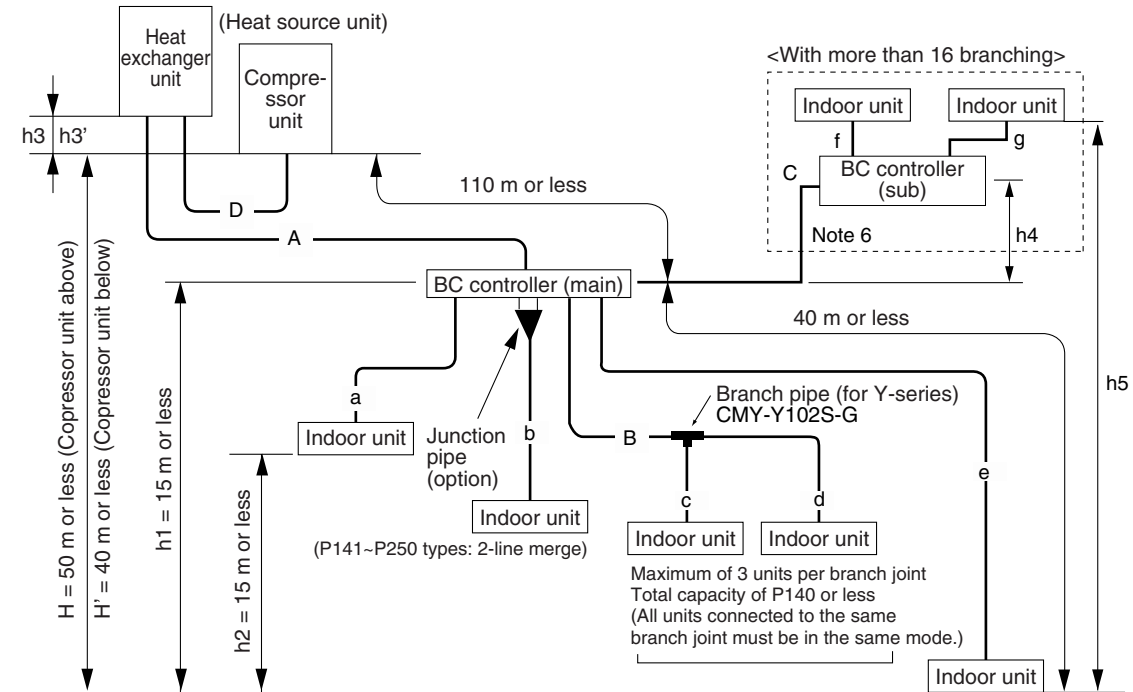 (Heat source unit)
Heat
exchanger
unit
Compre-
ssor
unit
<With more than 16 branching>
Indoor unit
Indoor unit
f
g
BC controller
(sub)
C
Note 6
h4
h3
h3’
D
A
110 m or less
BC controller (main)
40 m or less
h5
H = 50 m or less (Copressor unit above)
H’ = 40 m or less (Copressor unit below)
h1 = 15 m or less
h2 = 15 m or less
a
Indoor unit
Junction
pipe
(option)
b
Indoor unit
(P141~P250 types: 2-line merge)
B
Branch pipe (for Y-series)
CMY-Y102S-G
c
d
e
Indoor unit
Indoor unit
Maximum of 3 units per branch joint
Total capacity of P140 or less
(All units connected to the same
branch joint must be in the same mode.)
Indoor unit